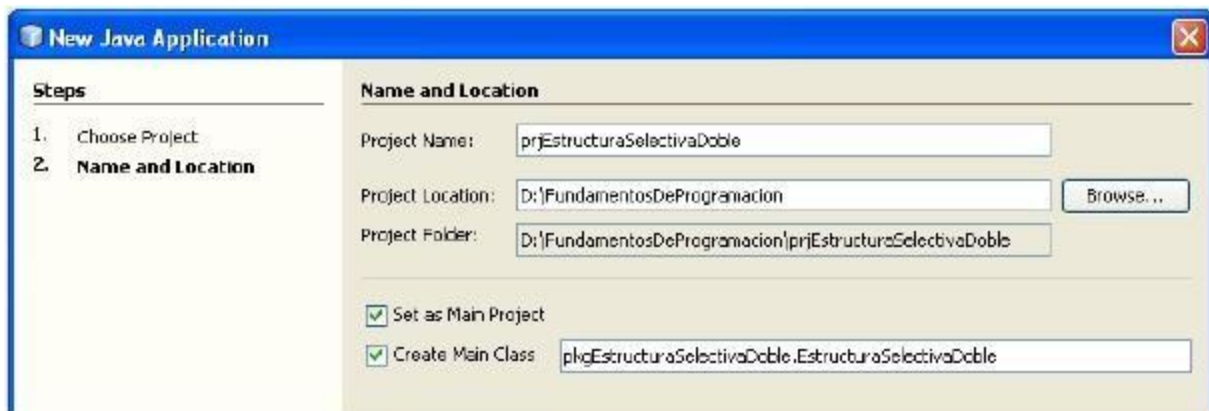 New Java Application
Steps
1. Choose Project
2. Name and Location
Name and Location
Project Name: prjEstructuraSelectivaDoble
Project Location: D:\FundamentosDeProgramacion Browse...
Project Folder: D:\FundamentosDeProgramacion\prjEstructuraSelectivaDoble
Set as Main Project
Create Main Class pkgEstructuraSelectivaDoble.EstructuraSelectivaDoble